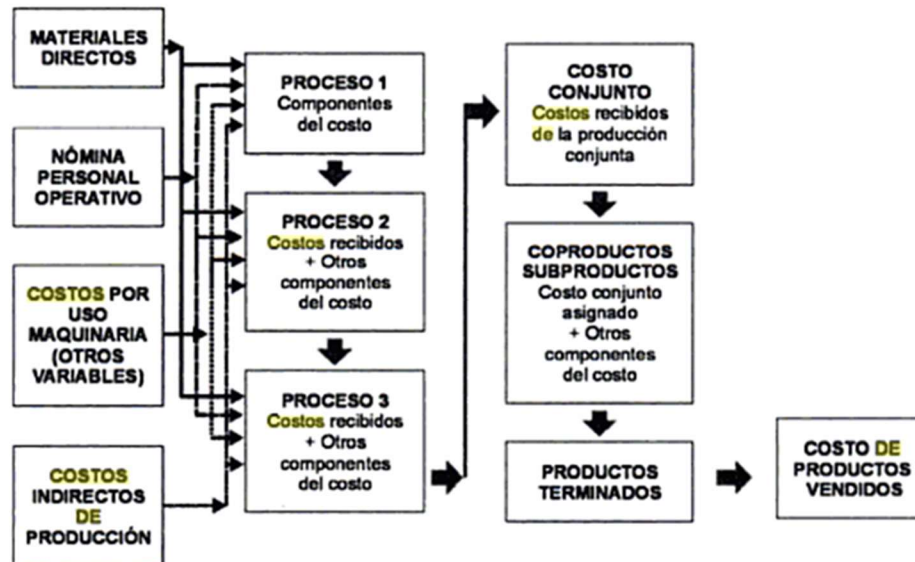 MATERIALES
DIRECTOS
NÓMINA
PERSONAL
OPERATIVO
COSTOS POR
USO
MAQUINARIA
(OTROS
VARIABLES)
COSTOS
INDIRECTOS
DE
PRODUCCIÓN
PROCESO 1
Componentes
del costo
PROCESO 2
Costos recibidos
+ Otros
componentes
del costo
PROCESO 3
Costos recibidos
+ Otros
componentes
del costo
COSTO
CONJUNTO
Costos recibidos
de la producción
conjunta
COPRODUCTOS
SUBPRODUCTOS
Costo conjunto
asignado
+ Otros
componentes
del costo
PRODUCTOS
TERMINADOS
COSTO DE
PRODUCTOS
VENDIDOS